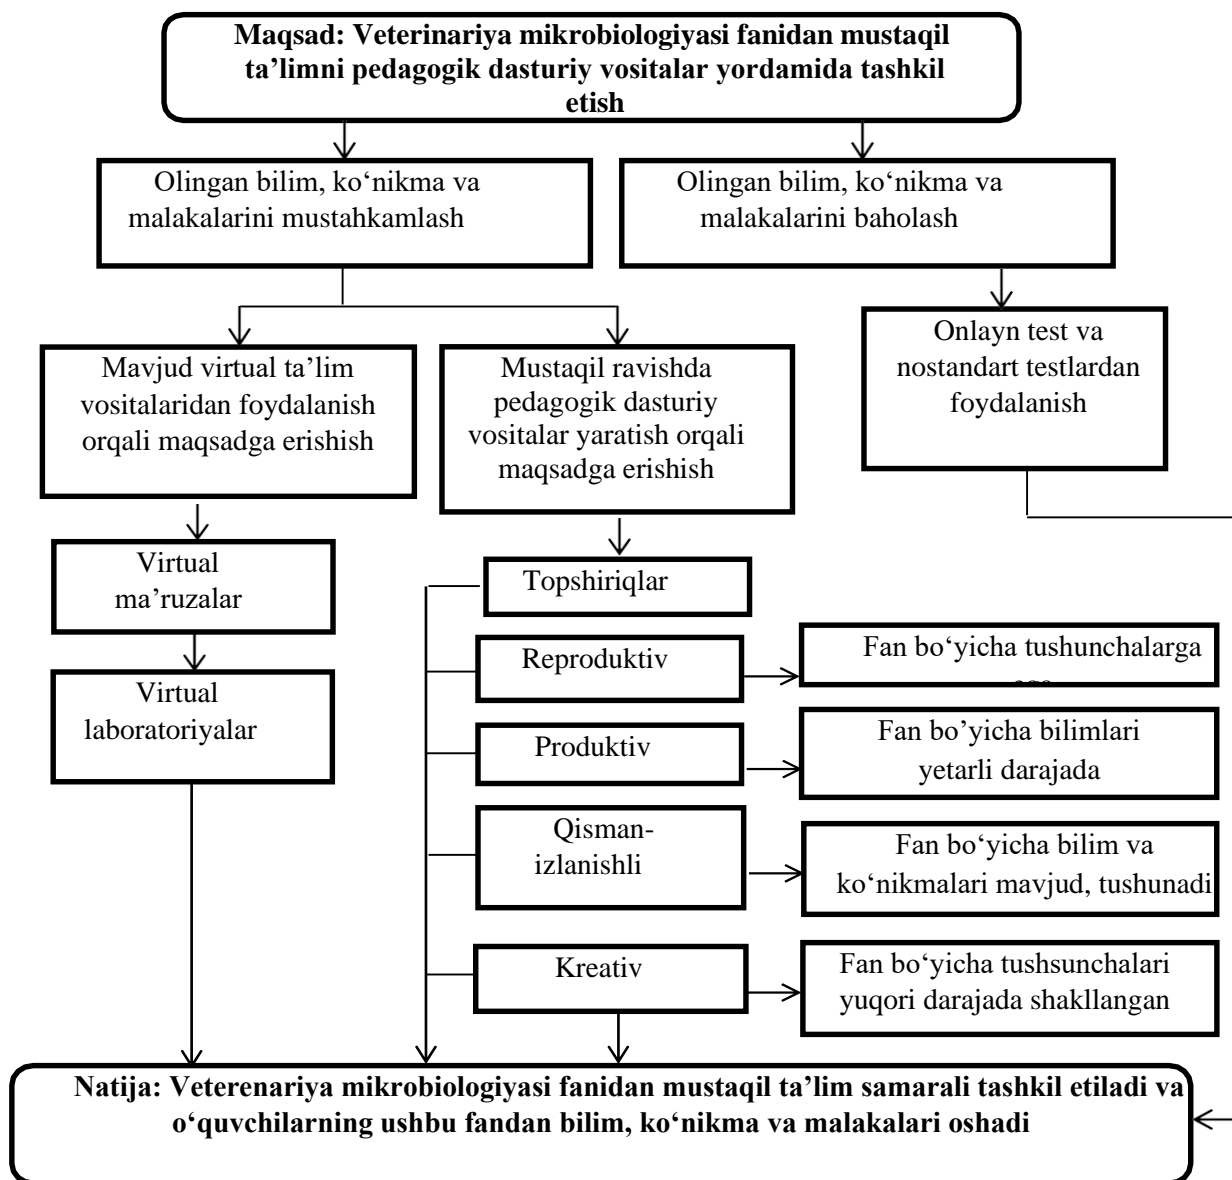 Maqsad: Veterinariya mikrobiologiyasi fanidan mustaqil
ta’limni pedagogik dasturiy vositalar yordamida tashkil
etish
Olingan bilim, ko‘nikma va
malakalarini mustahkamlash
Olingan bilim, ko‘nikma va
malakalarini baholash
Mavjud virtual ta’lim
vositalaridan foydalanish
orqali maqsadga erishish
Mustaqil ravishda
pedagogik dasturiy
vositalar yaratish orqali
maqsadga erishish
Onlayn test va
nostandart testlardan
foydalanish
Virtual
ma’ruzalar
Virtual
laboratoriyalar
Topshiriqlar
Reproduktiv
Fan bo‘yicha tushunchalarga
Produktiv
Fan bo’yicha bilimlari
yetarli darajada
Qisman-
izlanishli
Fan bo‘yicha bilim va
ko‘nikmalari mavjud, tushunadi
Kreativ
Fan bo‘yicha tushsunchalari
yuqori darajada shakllangan
Natija: Veterenariya mikrobiologiyasi fanidan mustaqil ta’lim samarali tashkil etiladi va
o‘quvchilarning ushbu fandan bilim, ko‘nikma va malakalari oshadi